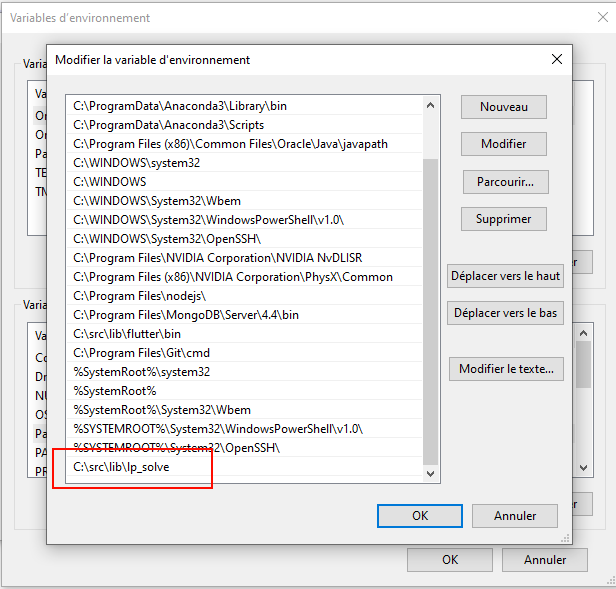 Variables d'environnement
Modifier la variable d'environnement
Varia
Va
Or
Or
Pa
TE
TN
Varia
Va
Co
Dr
NU
OS
Pa
PA
PR
C:\ProgramData\Anaconda3\Library\bin
C:\ProgramData\Anaconda3\Scripts
C:\Program Files (x86)\Common Files\Oracle\Java\javapath
C:\WINDOWS\system32
C:\WINDOWS
C:\WINDOWS\System32\Wbem
C:\WINDOWS\System32\WindowsPowerShell\v1.0\
C:\WINDOWS\System32\OpenSSH\
C:\Program Files\NVIDIA Corporation\NVIDIA NvDLISR
C:\Program Files (x86)\NVIDIA Corporation\PhysX\Common
C:\Program Files\nodejs\
C:\Program Files\MongoDB\Server\4.4\bin
C:\src\lib\flutter\bin
C:\Program Files\Git\cmd
%SystemRoot%\system32
%SystemRoot%
%SystemRoot%\System32\Wbem
%SYSTEMROOT%\System32\WindowsPowerShell\v1.0\
%SYSTEMROOT%\System32\OpenSSH\
C:\src\lib\lp_solve
Nouveau
Modifier
Parcourir...
Supprimer
Déplacer vers le haut
Déplacer vers le bas
Modifier le texte...
OK
Annuler
er
er
OK
Annuler